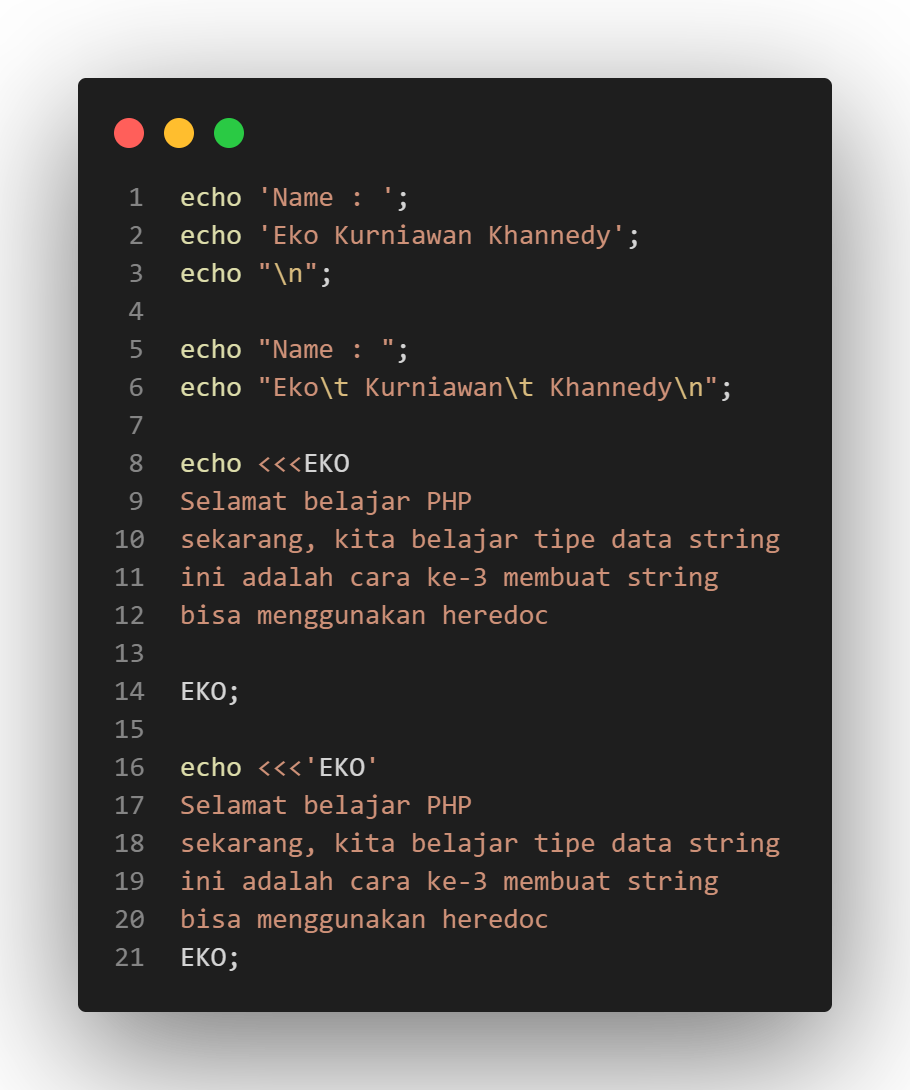 1 echo 'Name : ';
2 echo 'Eko Kurniawan Khannedy';
3 echo "\n";
4
5 echo "Name : ";
6 echo "Eko\t Kurniawan\t Khannedy\n";
7
8 echo <<<EKO
9 Selamat belajar PHP
10 sekarang, kita belajar tipe data string
11 ini adalah cara ke-3 membuat string
12 bisa menggunakan heredoc
13
14 EKO;
15
16 echo <<<'EKO'
17 Selamat belajar PHP
18 sekarang, kita belajar tipe data string
19 ini adalah cara ke-3 membuat string
20 bisa menggunakan heredoc
21 EKO;